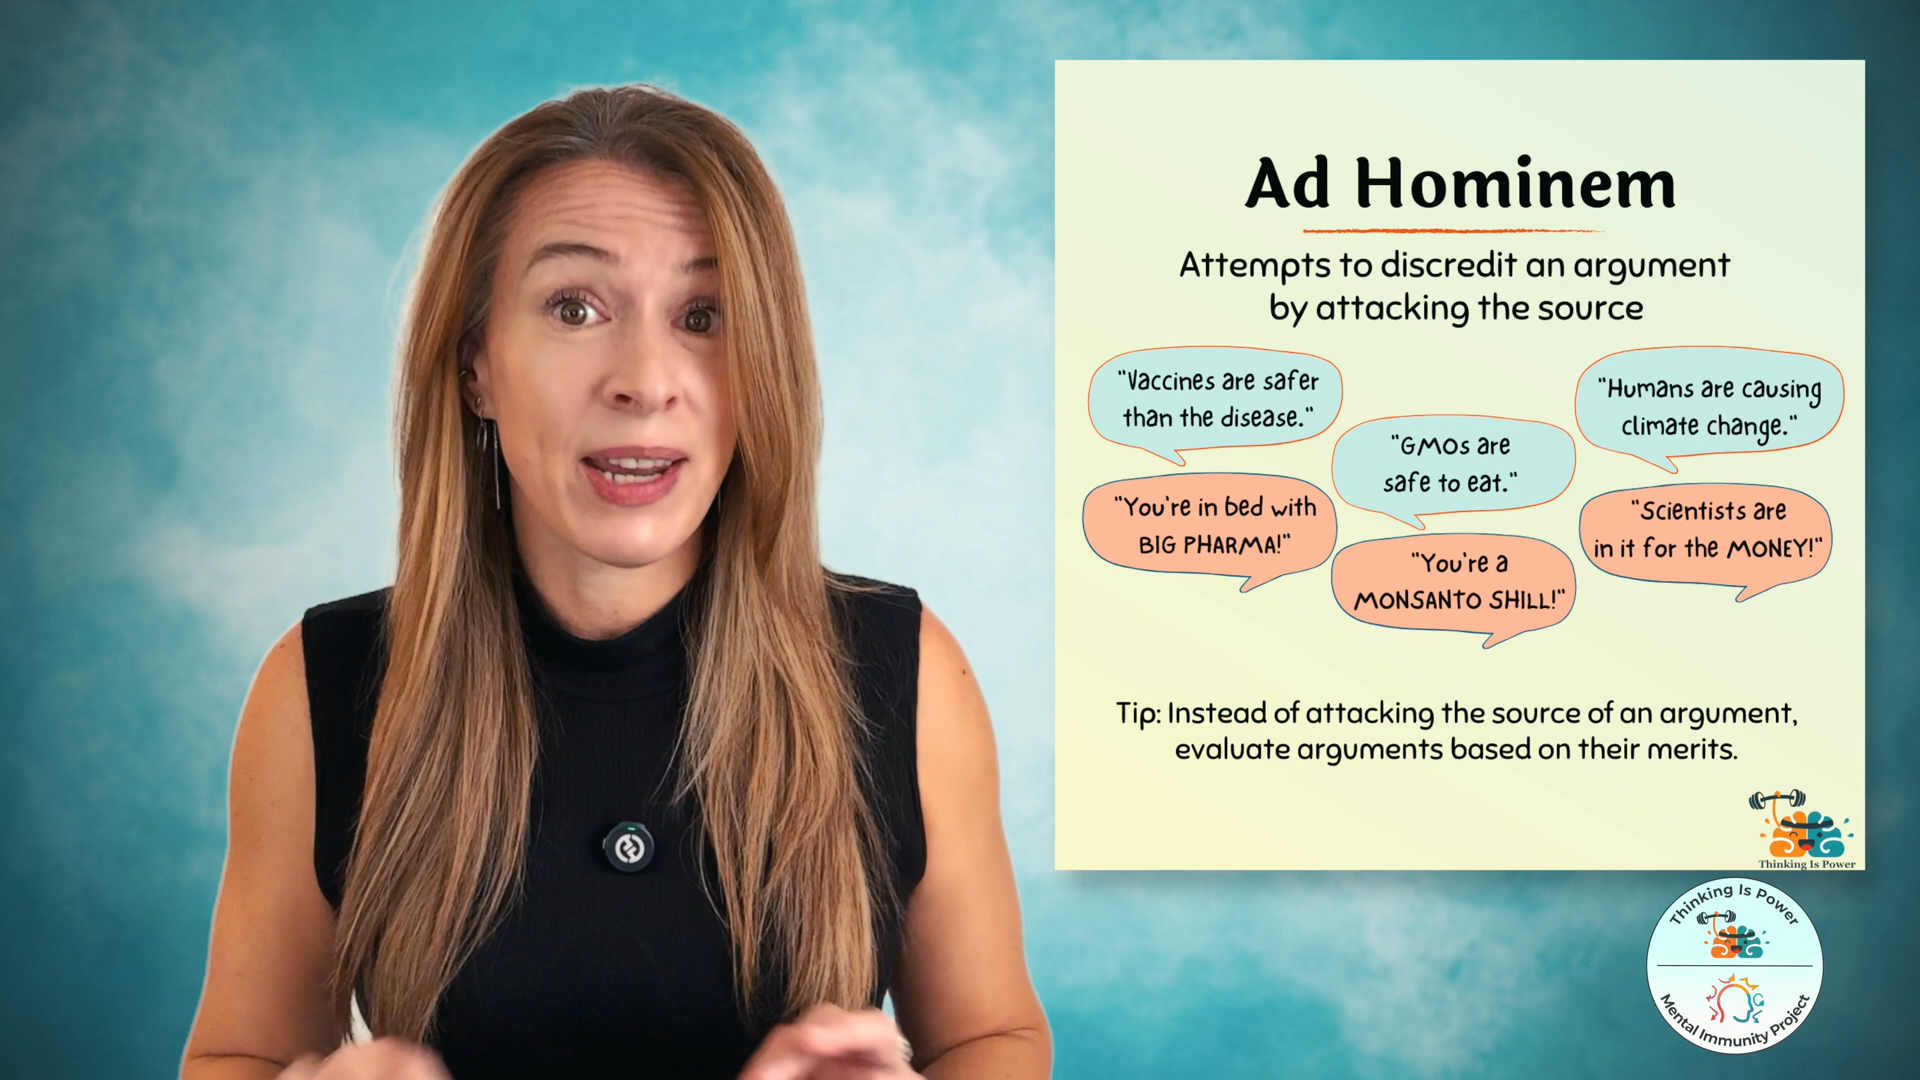 Ad Hominem
Attempts to discredit an argument
by attacking the source
"Vaccines are safer
than the disease."
"You're in bed with
BIG PHARMA!"
"GMOs are
safe to eat."
"You're a
MONSANTO SHILL!"
"Humans are causing
climate change."
"Scientists are
in it for the MONEY!"
Tip: Instead of attacking the source of an argument,
evaluate arguments based on their merits.
Thinking Is Power
Thinking Is Power
Mental Immunity Project